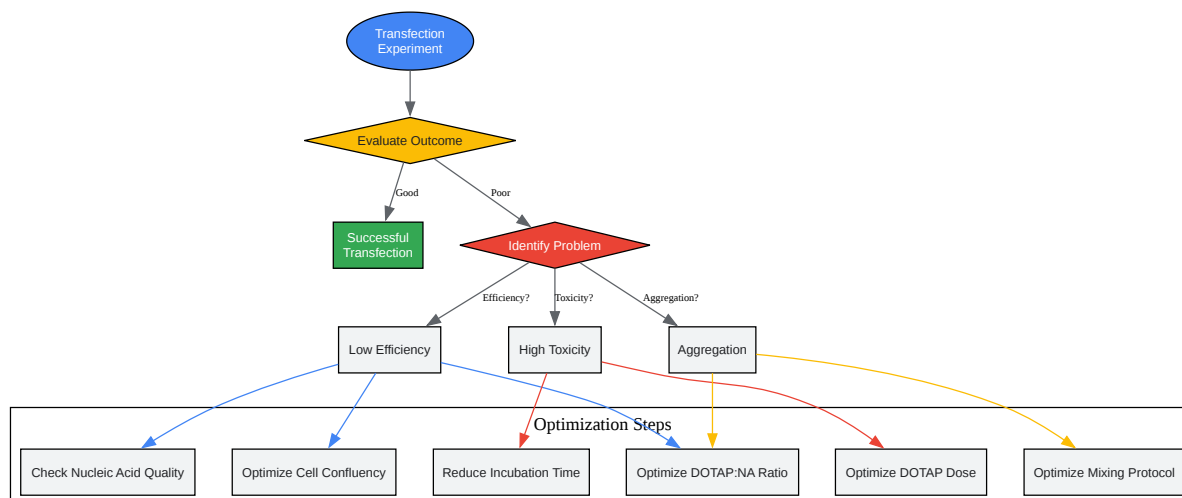 Transfection
Experiment
Evaluate Outcome
Good
Poor
Successful
Transfection
Identify Problem
Efficiency?
Toxicity?
Aggregation?
Low Efficiency
High Toxicity
Aggregation
Optimization Steps
Check Nucleic Acid Quality
Optimize Cell Confluency
Reduce Incubation Time
Optimize DOTAP:NA Ratio
Optimize DOTAP Dose
Optimize Mixing Protocol